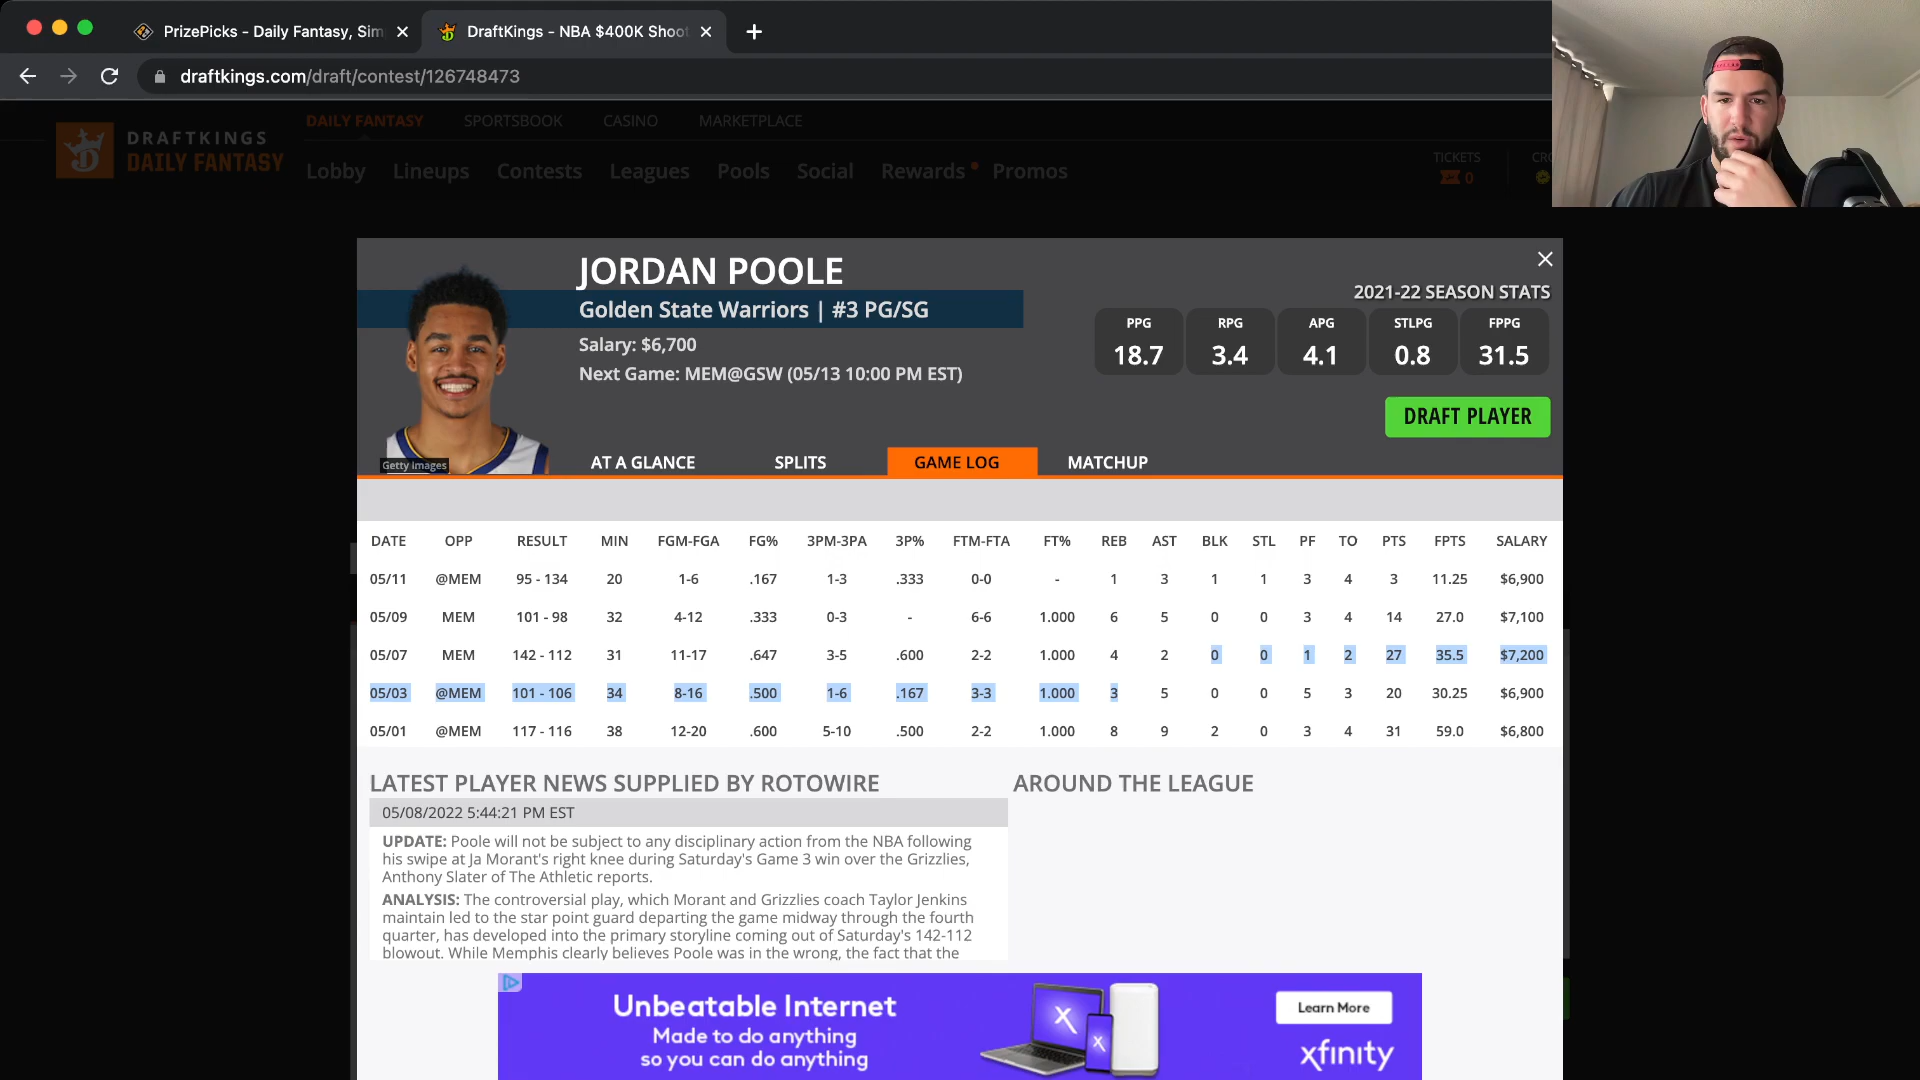 PrizePicks - Daily Fantasy, Sim
DraftKings - NBA $400K Shoot
draftkings.com/draft/contest/126748473
DRAFTKINGS
DAILY FANTASY
DAILY FANTASY SPORTSBOOK CASINO MARKETPLACE
Lobby Lineups Contests Leagues Pools Social Rewards Promos
TICKETS
0
CRO
JORDAN POOLE
Golden State Warriors | #3 PG/SG
Salary: $6,700
Next Game: MEM@GSW (05/13 10:00 PM EST)
Getty Images
2021-22 SEASON STATS
PPG RPG APG STLPG FPPG
18.7 3.4 4.1 0.8 31.5
DRAFT PLAYER
AT A GLANCE SPLITS GAME LOG MATCHUP
DATE OPP RESULT MIN FGM-FGA FG% 3PM-3PA 3P% FTM-FTA FT% REB AST BLK STL PF TO PTS FPTS SALARY
05/11 @MEM 95 - 134 20 1-6 .167 1-3 .333 0-0 - 1 3 1 1 3 4 3 11.25 $6,900
05/09 MEM 101 - 98 32 4-12 .333 0-3 - 6-6 1.000 6 5 0 0 3 4 14 27.0 $7,100
05/07 MEM 142 - 112 31 11-17 .647 3-5 .600 2-2 1.000 4 2 0 0 1 2 27 35.5 $7,200
05/03 @MEM 101 - 106 34 8-16 .500 1-6 .167 3-3 1.000 3 5 0 0 5 3 20 30.25 $6,900
05/01 @MEM 117 - 116 38 12-20 .600 5-10 .500 2-2 1.000 8 9 2 0 3 4 31 59.0 $6,800
LATEST PLAYER NEWS SUPPLIED BY ROTOWIRE
05/08/2022 5:44:21 PM EST
UPDATE: Poole will not be subject to any disciplinary action from the NBA following
his swipe at Ja Morant's right knee during Saturday's Game 3 win over the Grizzlies,
Anthony Slater of The Athletic reports.
ANALYSIS: The controversial play, which Morant and Grizzlies coach Taylor Jenkins
maintain led to the star point guard departing the game midway through the fourth
quarter, has developed into the primary storyline coming out of Saturday's 142-112
blowout. While Memphis clearly believes Poole was in the wrong, the fact that the
AROUND THE LEAGUE
Unbeatable Internet
Made to do anything
so you can do anything
Learn More
xfinity